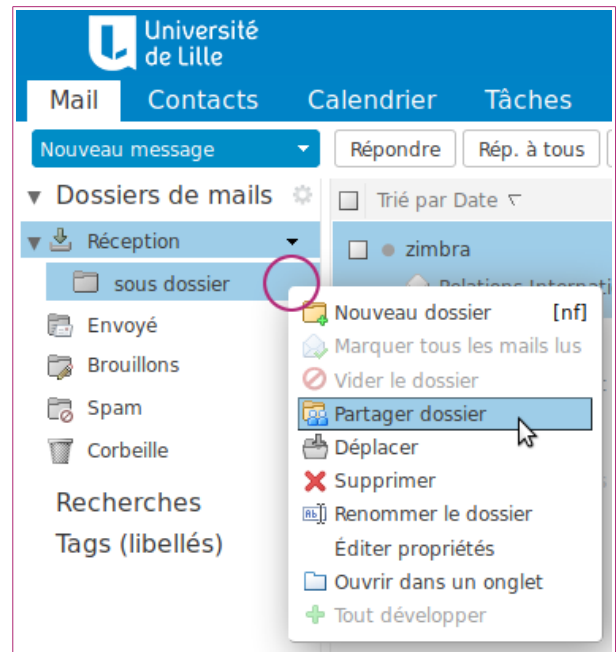 Université
de Lille
Mail Contacts Calendrier Tâches
Nouveau message Répondre Rép. à tous
Dossiers de mails Trié par Date
Réception zimbra
sous dossier
Nouveau dossier [nf]
Envoyé
Marquer tous les mails lus
Brouillons
Vider le dossier
Spam
Partager dossier
Corbeille
Déplacer
Supprimer
Recherches
Renommer le dossier
Tags (libellés)
Éditer propriétés
Ouvrir dans un onglet
Tout développer